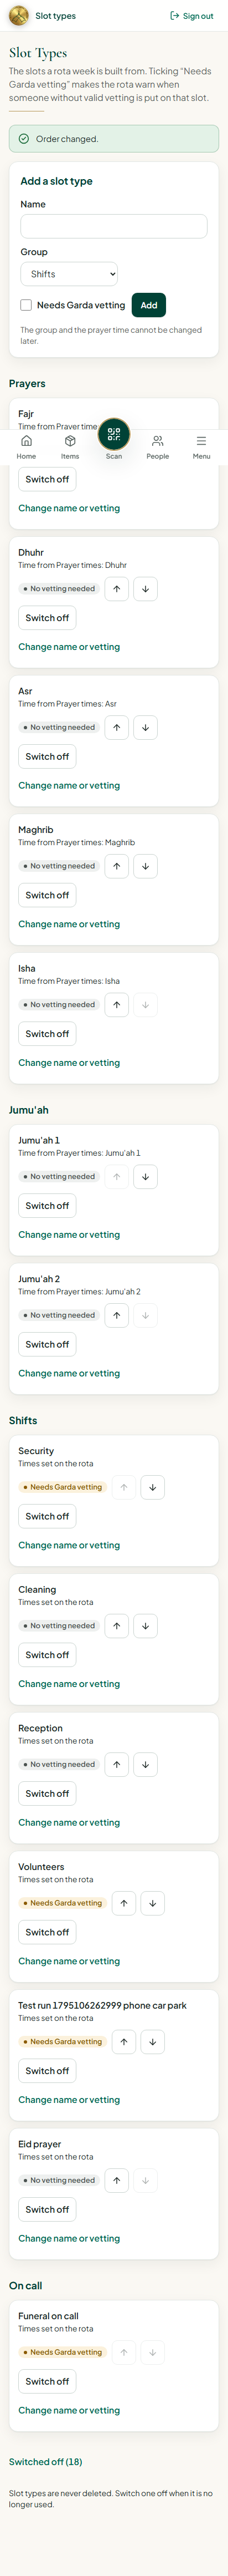 Slot types
Sign out
Slot Types
The slots a rota week is built from. Ticking “Needs
Garda vetting” makes the rota warn when
someone without valid vetting is put on that slot.
Order changed.
Add a slot type
Name
Group
Shifts
Needs Garda vetting
Add
The group and the prayer time cannot be changed
later.
Prayers
Fajr
Time from Prayer time
Home
Items
Scan
People
Menu
Switch off
Change name or vetting
Dhuhr
Time from Prayer times: Dhuhr
No vetting needed
Switch off
Change name or vetting
Asr
Time from Prayer times: Asr
No vetting needed
Switch off
Change name or vetting
Maghrib
Time from Prayer times: Maghrib
No vetting needed
Switch off
Change name or vetting
Isha
Time from Prayer times: Isha
No vetting needed
Switch off
Change name or vetting
Jumu'ah
Jumu'ah 1
Time from Prayer times: Jumu'ah 1
No vetting needed
Switch off
Change name or vetting
Jumu'ah 2
Time from Prayer times: Jumu'ah 2
No vetting needed
Switch off
Change name or vetting
Shifts
Security
Times set on the rota
Needs Garda vetting
Switch off
Change name or vetting
Cleaning
Times set on the rota
No vetting needed
Switch off
Change name or vetting
Reception
Times set on the rota
No vetting needed
Switch off
Change name or vetting
Volunteers
Times set on the rota
Needs Garda vetting
Switch off
Change name or vetting
Test run 1795106262999 phone car park
Times set on the rota
Needs Garda vetting
Switch off
Change name or vetting
Eid prayer
Times set on the rota
No vetting needed
Switch off
Change name or vetting
On call
Funeral on call
Times set on the rota
Needs Garda vetting
Switch off
Change name or vetting
Switched off (18)
Slot types are never deleted. Switch one off when it is no
longer used.